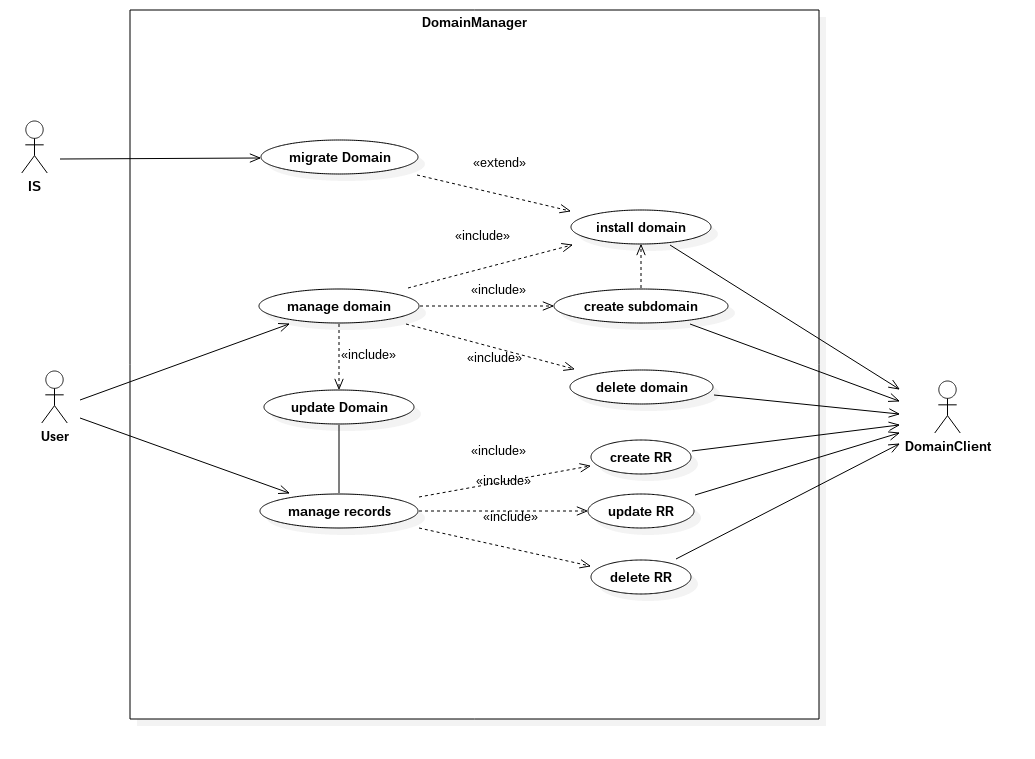 DomainManager
IS
migrate Domain
«extend»
install domain
«include»
manage domain
«include»
create subdomain
«include»
«include»
update Domain
delete domain
User
DomainClient
«include»
create RR
«include»
manage records
update RR
«include»
delete RR